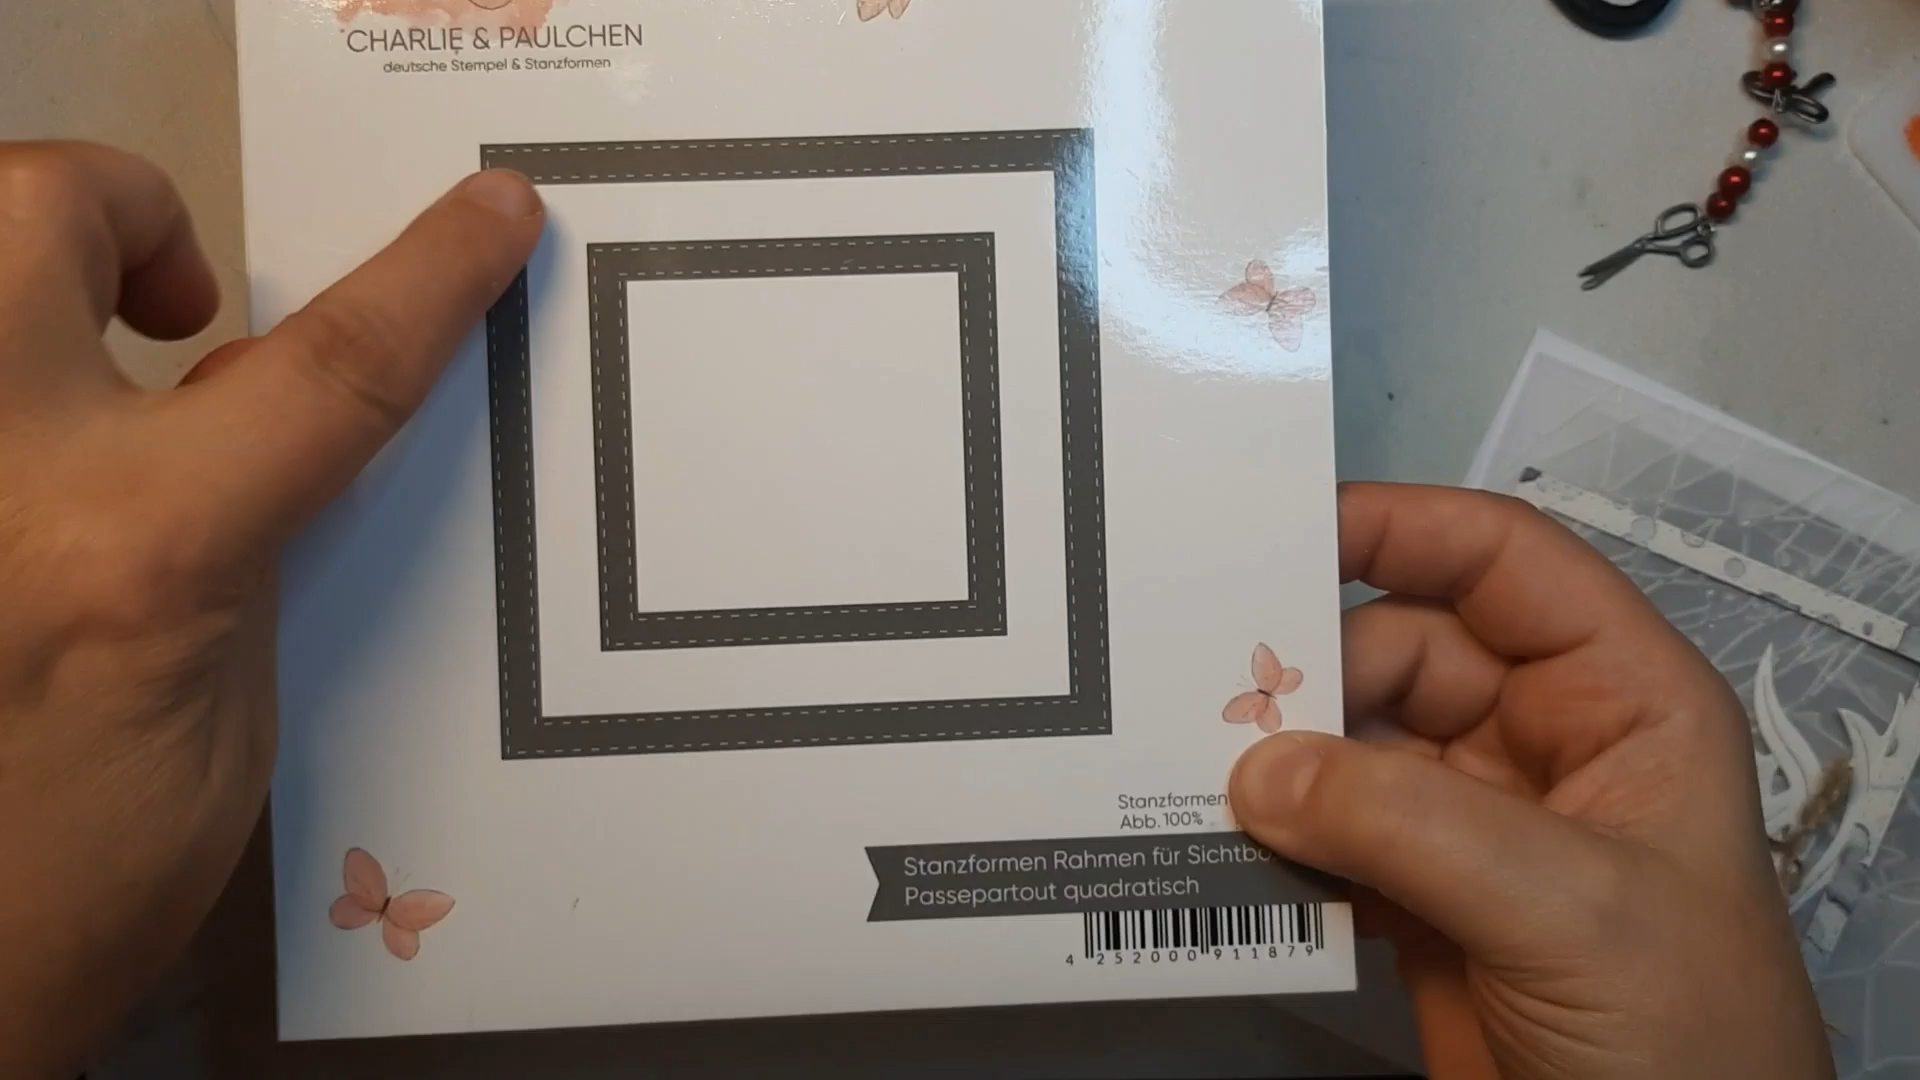 CHARLIE & PAULCHEN
deutsche Stempel & Stanzformen
Stanzformen
Abb. 100%
Stanzformen Rahmen für
Passepartout quadratisch
4 252000 911879